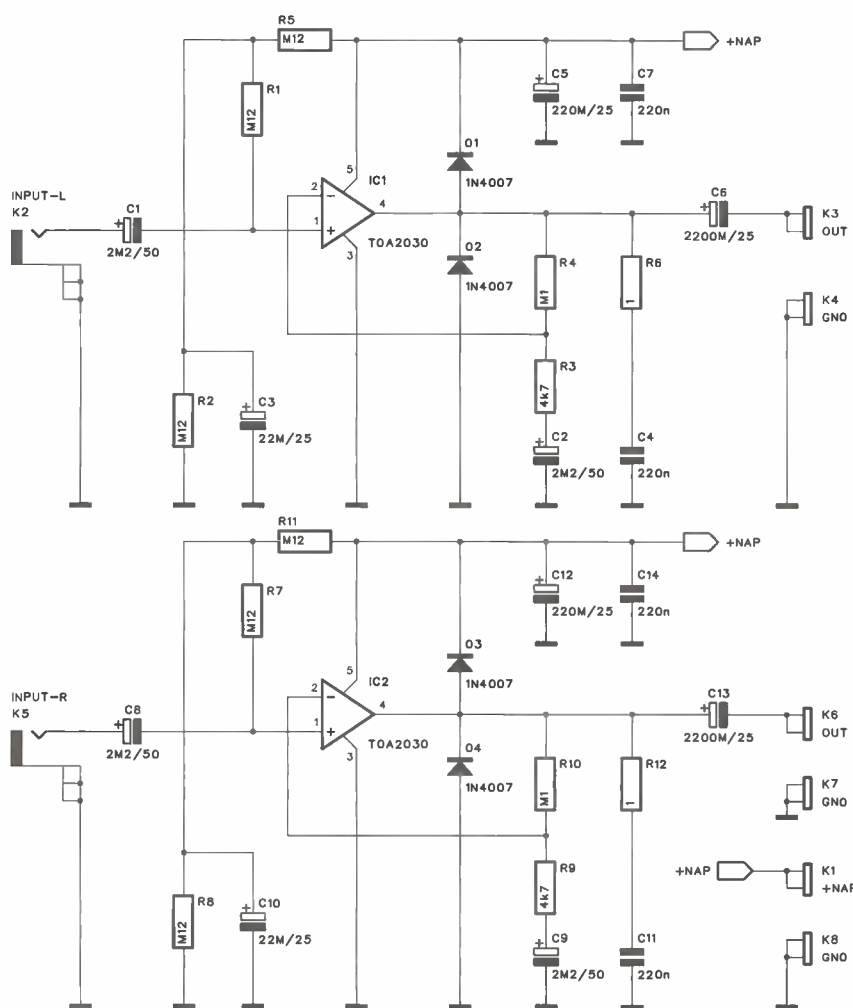 R5
M12
+NAP
R1
M12
C5
220M/25
C7
220n
D1
1N4007
INPUT-L
K2
C1
2M2/50
2
5
IC1
4
1
TDA2030
3
D2
1N4007
C6
2200M/25
K3
OUT
R4
M1
R6
1
K4
GND
R2
M12
C3
22M/25
R3
4k7
C2
2M2/50
C4
220n
R11
M12
+NAP
R7
M12
C12
220M/25
C14
220n
D3
1N4007
INPUT-R
K5
C8
2M2/50
2
5
IC2
4
1
TDA2030
3
D4
1N4007
C13
2200M/25
K6
OUT
R10
M1
R12
1
K7
GND
R8
M12
C10
22M/25
R9
4k7
C9
2M2/50
C11
220n
+NAP
K1
+NAP
K8
GND